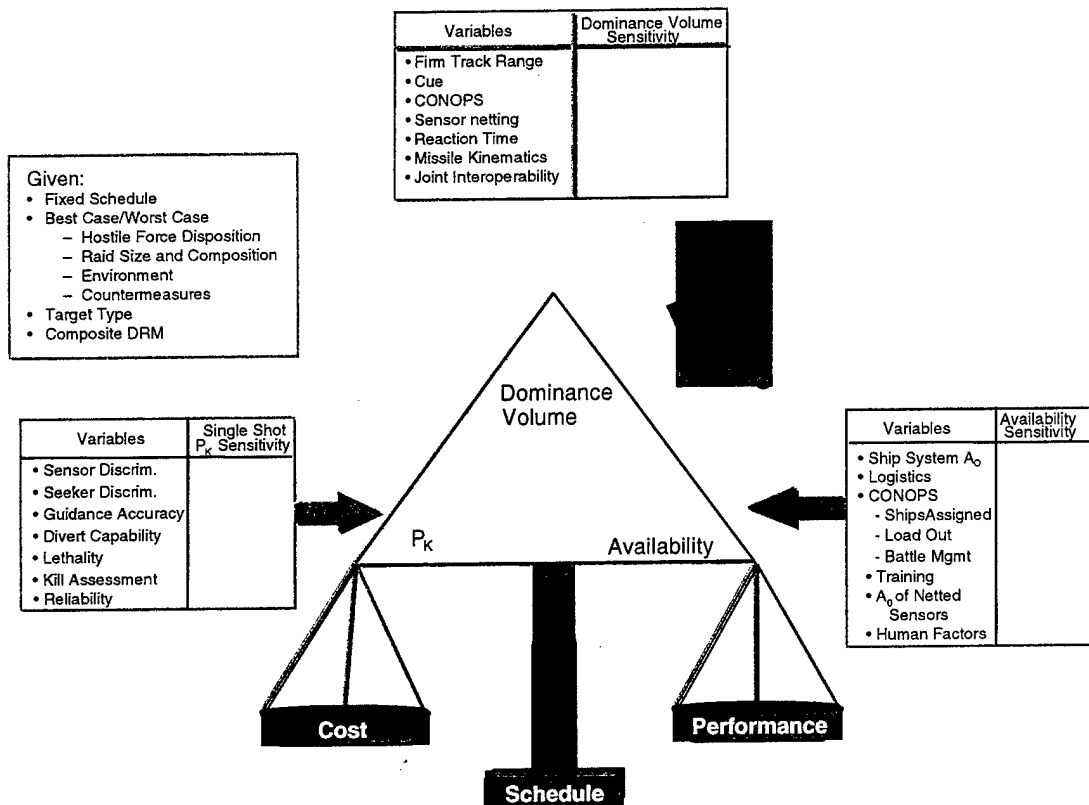 Variables
Dominance Volume
Sensitivity
• Firm Track Range
• Cue
• CONOPS
• Sensor netting
• Reaction Time
• Missile Kinematics
• Joint Interoperability
Given:
• Fixed Schedule
• Best Case/Worst Case
– Hostile Force Disposition
– Raid Size and Composition
– Environment
– Countermeasures
• Target Type
• Composite DRM
Dominance
Volume
Variables
Single Shot
PK Sensitivity
• Sensor Discrim.
• Seeker Discrim.
• Guidance Accuracy
• Divert Capability
• Lethality
• Kill Assessment
• Reliability
Variables
Availability
Sensitivity
• Ship System Ao
• Logistics
• CONOPS
- ShipsAssigned
- Load Out
- Battle Mgmt
• Training
• Ao of Netted
Sensors
• Human Factors
PK
Availability
Cost
Performance
Schedule